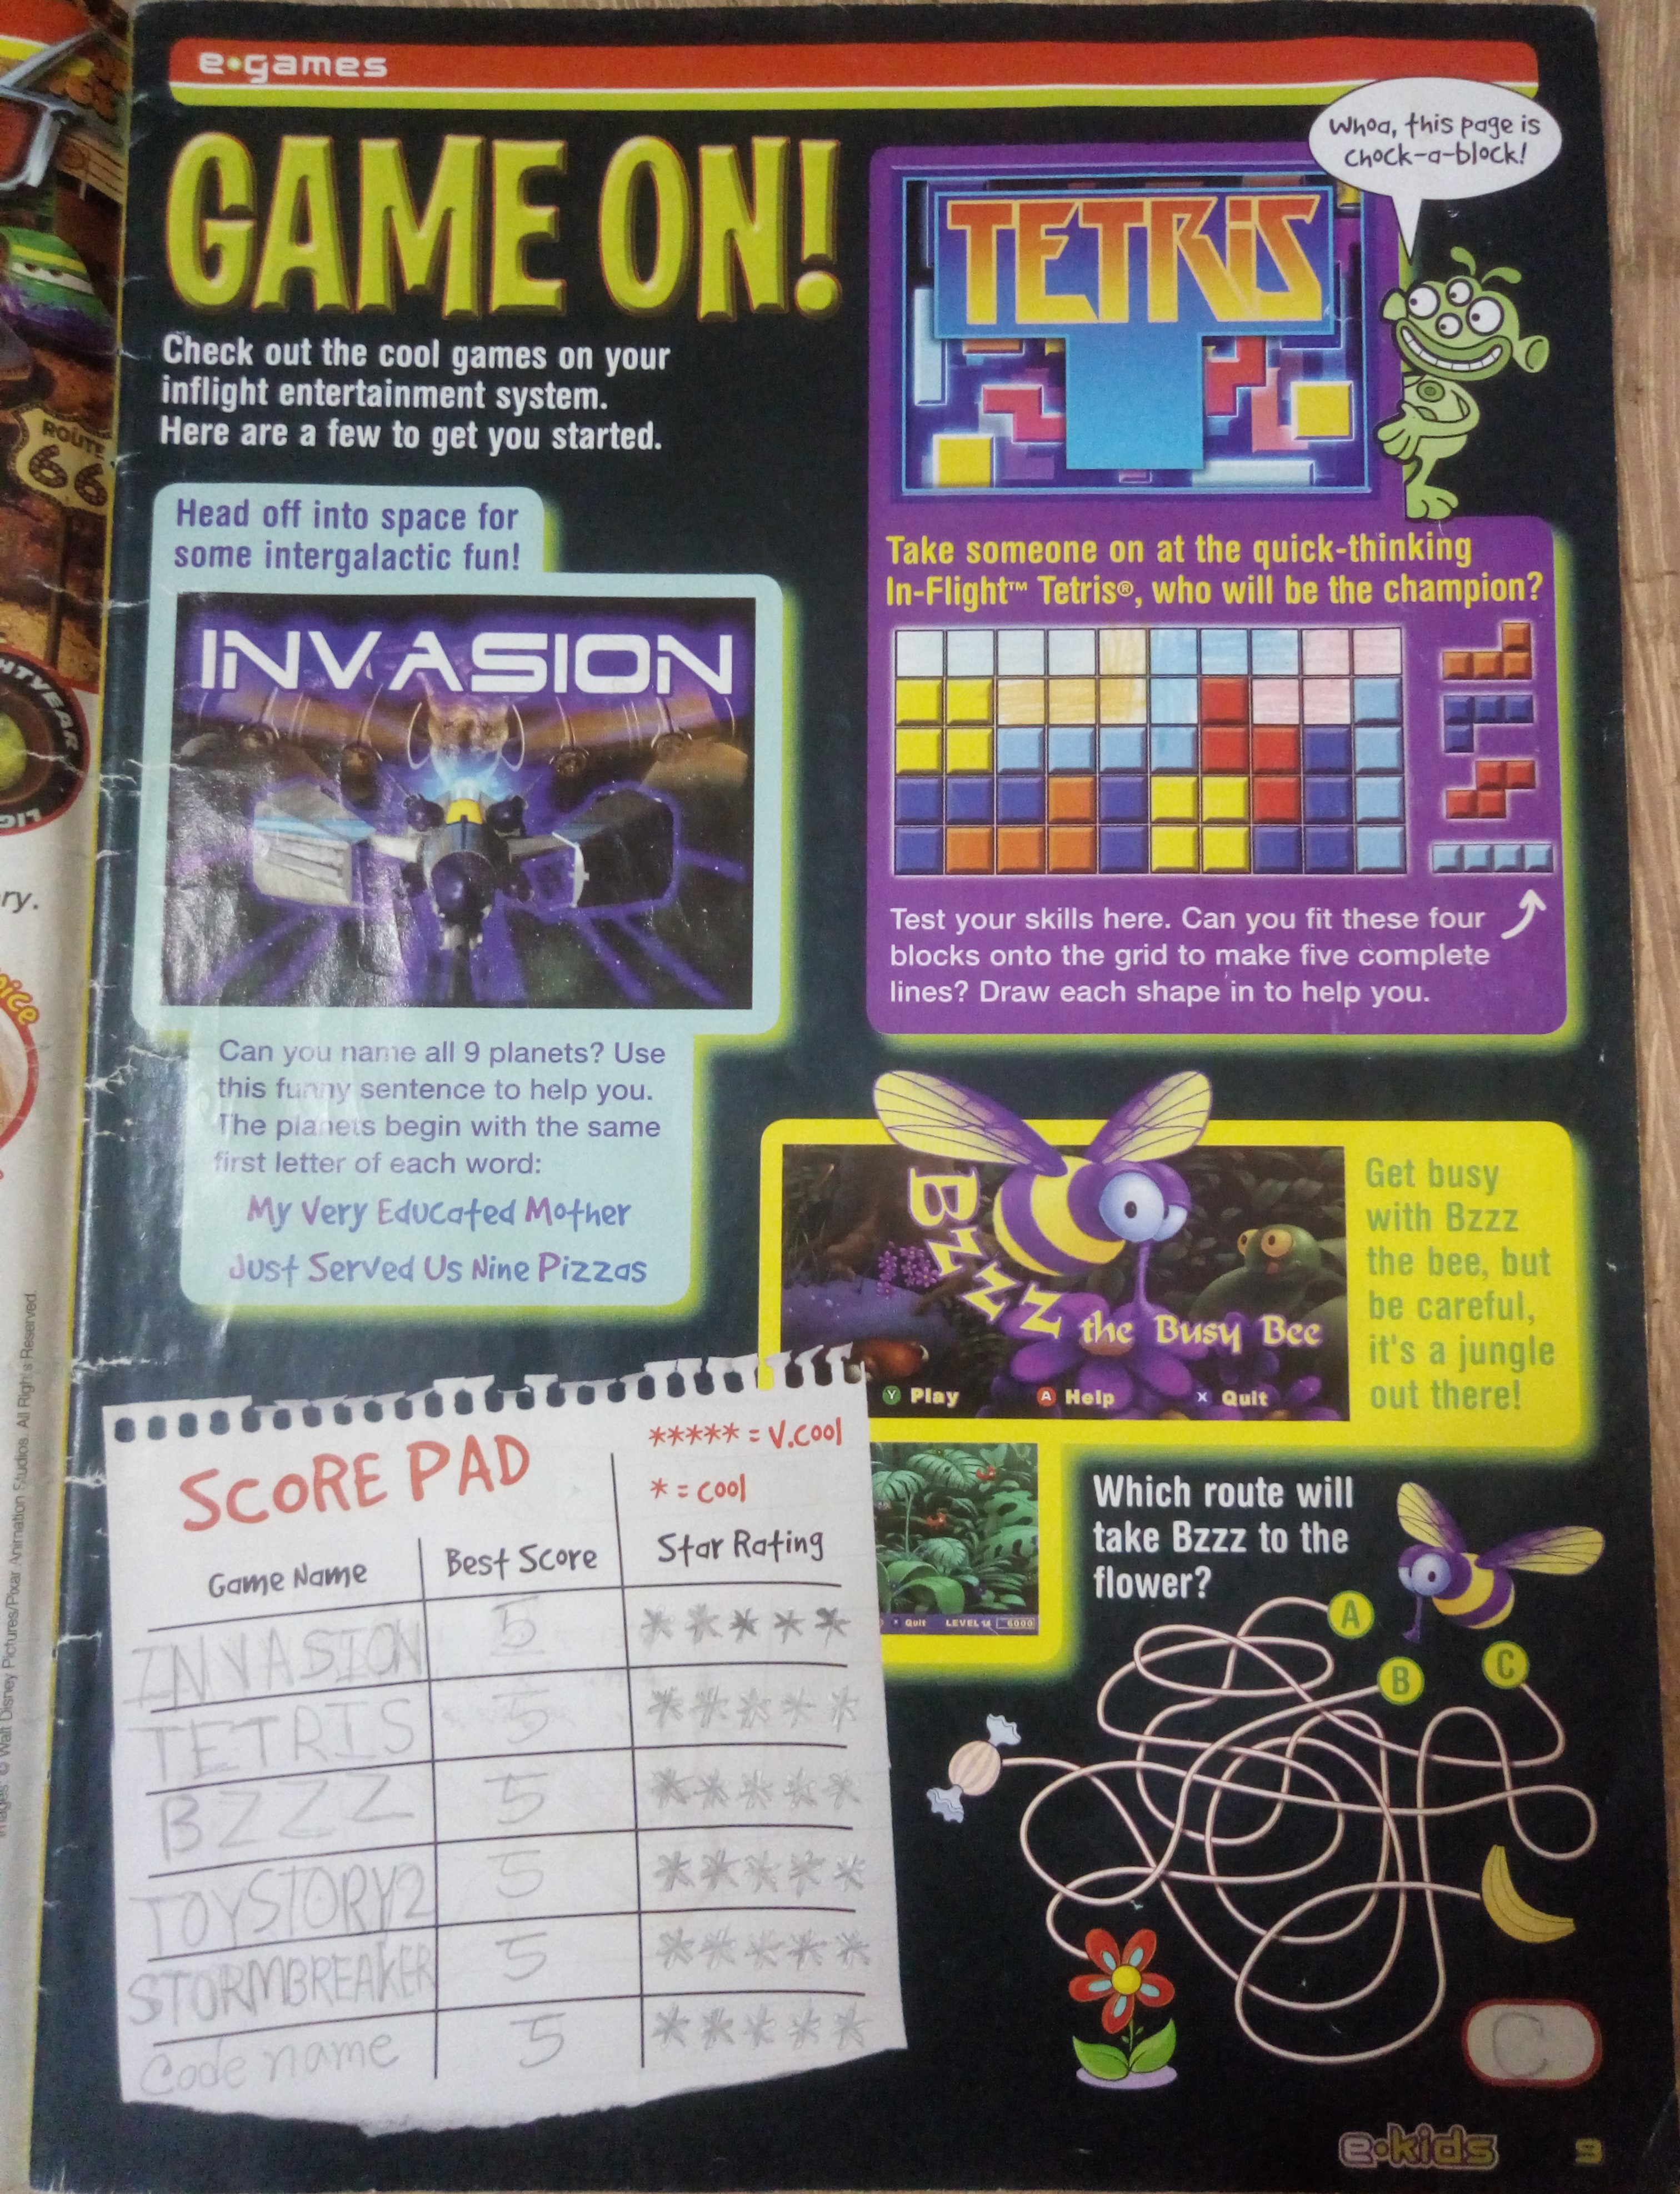 e•games
GAME ON!
Check out the cool games on your
inflight entertainment system.
Here are a few to get you started.
Whoa, this page is
chock-a-block!
TETRiS
Head off into space for
some intergalactic fun!
INVASION
Can you name all 9 planets? Use
this funny sentence to help you.
The planets begin with the same
first letter of each word:
My Very Educated Mother
Just Served Us Nine Pizzas
Take someone on at the quick-thinking
In-Flight™ Tetris®, who will be the champion?
Test your skills here. Can you fit these four
blocks onto the grid to make five complete
lines? Draw each shape in to help you.
Bzzz
the Busy Bee
Y Play
A Help
X Quit
Get busy
with Bzzz
the bee, but
be careful,
it's a jungle
out there!
Quit LEVEL 14 6000
Which route will
take Bzzz to the
flower?
A
B
C
C
SCORE PAD
***** = V.Cool
* = cool
Game Name Best Score Star Rating
INVASION 5 * * * * *
TETRIS 5 * * * * *
BZZZ 5 * * * * *
TOYSTORY2 5 * * * * *
STORMBREAKER 5 * * * * *
Code name 5 * * * * *
e•kids 9
ROUTE
66
HTYEAR
LIG
ry.
oice
Images © Walt Disney Pictures/Pixar Animation Studios. All Rights Reserved.